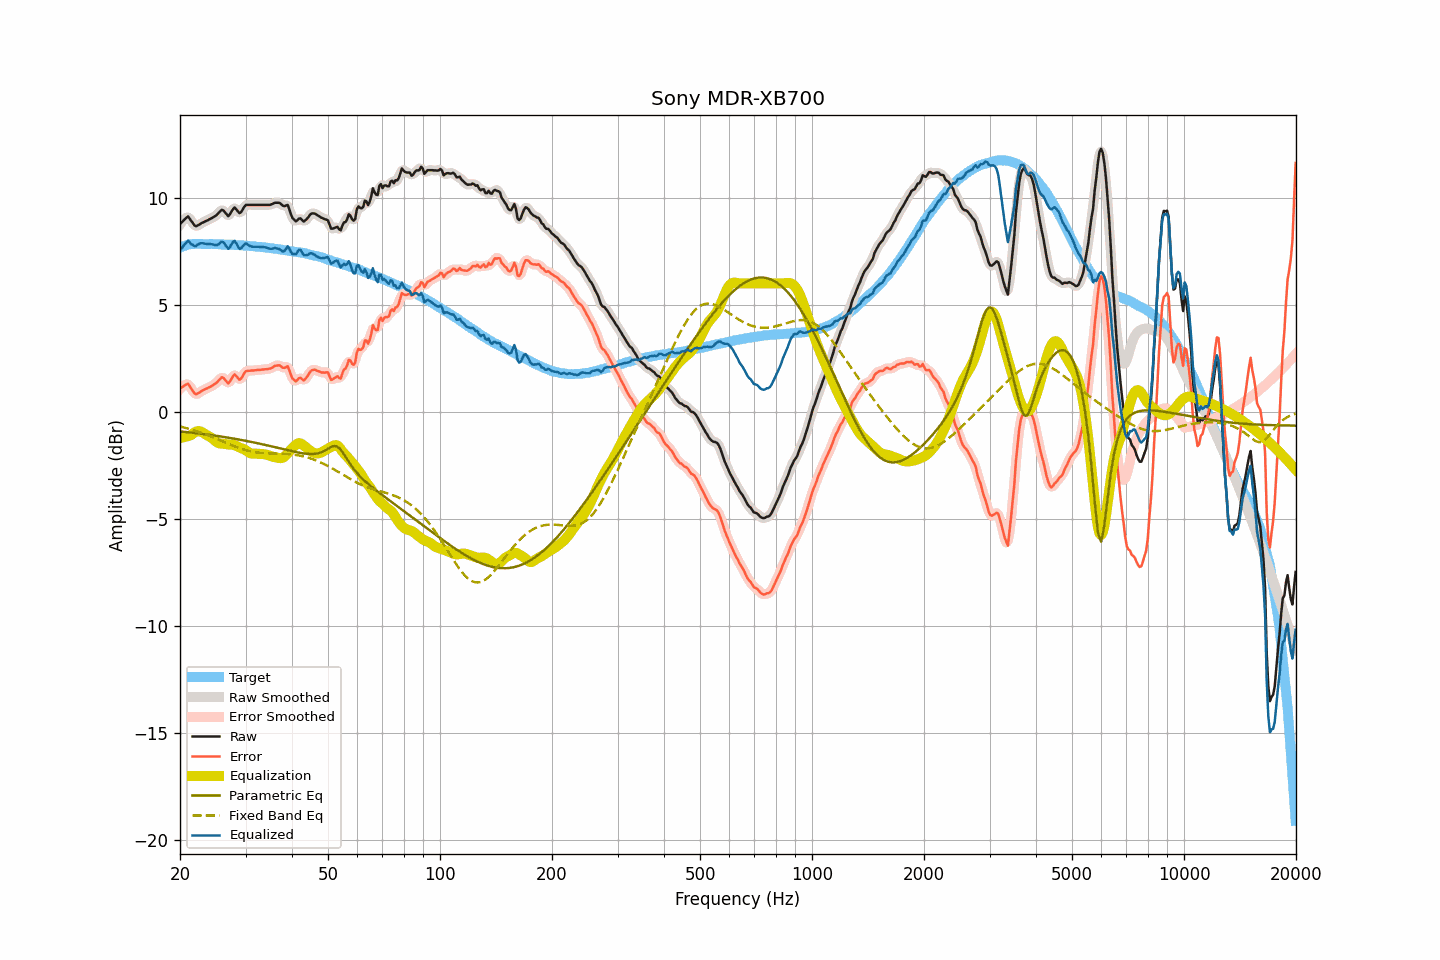 Sony MDR-XB700
Amplitude (dBr)
10
5
0
−5
−10
−15
−20
Target
Raw Smoothed
Error Smoothed
Raw
Error
Equalization
Parametric Eq
Fixed Band Eq
Equalized
20 50 100 200 500 1000 2000 5000 10000 20000
Frequency (Hz)